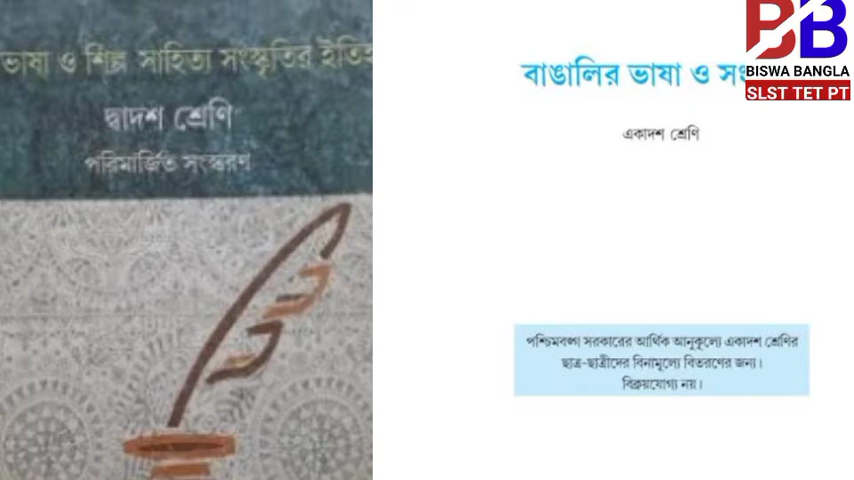 ভাষা ও শিল্প সাহিত্য সংস্কৃতির
দ্বাদশ শ্রেণি
পরিমার্জিত সংস্করণ
বাঙালির ভাষা ও
একাদশ শ্রেণি
পশ্চিমবঙ্গ সরকারের আর্থিক আনুকূল্যে একাদশ শ্রেণির
ছাত্র-ছাত্রীদের বিনামূল্যে বিতরণের জন্য।
বিক্রয়যোগ্য নয়।
BB
BISWA BANGLA
SLST TET PT